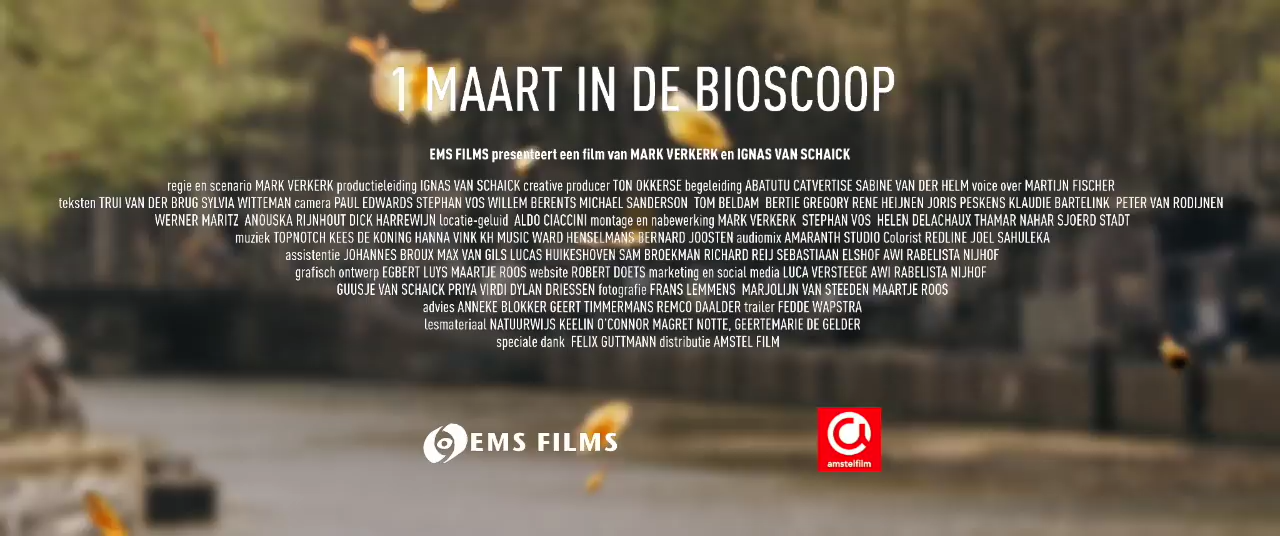 1 MAART IN DE BIOSCOOP
EMS FILMS presenteert een film van MARK VERKERK en IGNAS VAN SCHAICK
regie en scenario MARK VERKERK productieleiding IGNAS VAN SCHAICK creative producer TON OKKERSE begeleiding ABATUTU CATVERTISE SABINE VAN DER HELM voice over MARTIJN FISCHER
teksten TRUI VAN DER BRUG SYLVIA WITTEMAN camera PAUL EDWARDS STEPHAN VOS WILLEM BERENTS MICHAEL SANDERSON TOM BELDAM BERTIE GREGORY RENE HEIJNEN JORIS PESKENS KLAUDIE BARTELINK PETER VAN RODIJNEN
WERNER MARITZ ANOUSKA RIJNHOUT DICK HARREWIJN locatie-geluid ALDO CIACCINI montage en nabewerking MARK VERKERK STEPHAN VOS HELEN DELACHAUX THAMAR NAHAR SJOERD STADT
muziek TOPNOTCH KEES DE KONING HANNA VINK KH MUSIC WARD HENSELMANS BERNARD JOOSTEN audiomix AMARANTH STUDIO Colorist REDLINE JOEL SAHULEKA
assistentie JOHANNES BROUX MAX VAN GILS LUCAS HUIKESHOVEN SAM BROEKMAN RICHARD REIJ SEBASTIAAN ELSHOF AWI RABELISTA NIJHOF
grafisch ontwerp EGBERT LUYS MAARTJE ROOS website ROBERT DOETS marketing en social media LUCA VERSTEEGE AWI RABELISTA NIJHOF
GUUSJE VAN SCHAICK PRIYA VIRDI DYLAN DRIESSEN fotografie FRANS LEMMENS MARJOLIJN VAN STEEDEN MAARTJE ROOS
advies ANNEKE BLOKKER GEERT TIMMERMANS REMCO DAALDER trailer FEDDE WAPSTRA
lesmateriaal NATUURWIJS KEELIN O'CONNOR MAGRET NOTTE, GEERTEMARIE DE GELDER
speciale dank FELIX GUTTMANN distributie AMSTEL FILM
EMS FILMS
amstelfilm